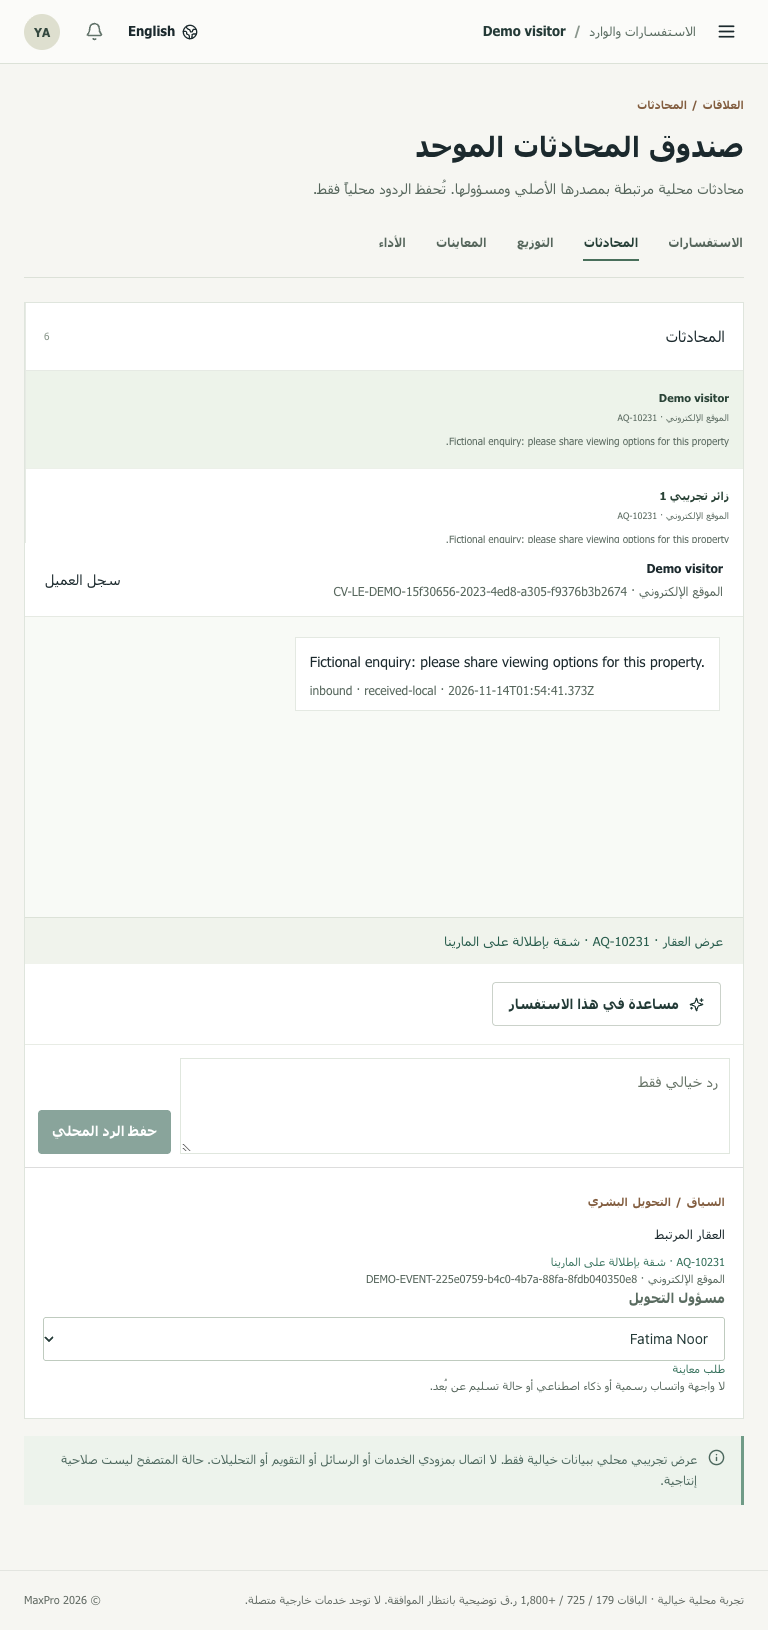 الاستفسارات والوارد / Demo visitor
English
YA
العلاقات / المحادثات
صندوق المحادثات الموحد
محادثات محلية مرتبطة بمصدرها الأصلي ومسؤولها. تُحفظ الردود محلياً فقط.
الاستفسارات المحادثات التوزيع المعاينات الأداء
المحادثات 6
Demo visitor
الموقع الإلكتروني · AQ-10231
Fictional enquiry: please share viewing options for this property.
زائر تجريبي 1
الموقع الإلكتروني · AQ-10231
Fictional enquiry: please share viewing options for this property.
Demo visitor
الموقع الإلكتروني · CV-LE-DEMO-15f30656-2023-4ed8-a305-f9376b3b2674
سجل العميل
Fictional enquiry: please share viewing options for this property.
inbound · received-local · 2026-11-14T01:54:41.373Z
عرض العقار · AQ-10231 · شقة بإطلالة على المارينا
مساعدة في هذا الاستفسار
رد خيالي فقط
حفظ الرد المحلي
السياق / التحويل البشري
العقار المرتبط
AQ-10231 · شقة بإطلالة على المارينا
الموقع الإلكتروني · DEMO-EVENT-225e0759-b4c0-4b7a-88fa-8fdb040350e8
مسؤول التحويل
Fatima Noor
طلب معاينة
لا واجهة واتساب رسمية أو ذكاء اصطناعي أو حالة تسليم عن بُعد.
عرض تجريبي محلي ببيانات خيالية فقط. لا اتصال بمزودي الخدمات أو الرسائل أو التقويم أو التحليلات. حالة المتصفح ليست صلاحية
إنتاجية.
تجربة محلية خيالية · الباقات 179 / 725 / +1,800 ر.ق توضيحية بانتظار الموافقة. لا توجد خدمات خارجية متصلة.
© 2026 MaxPro